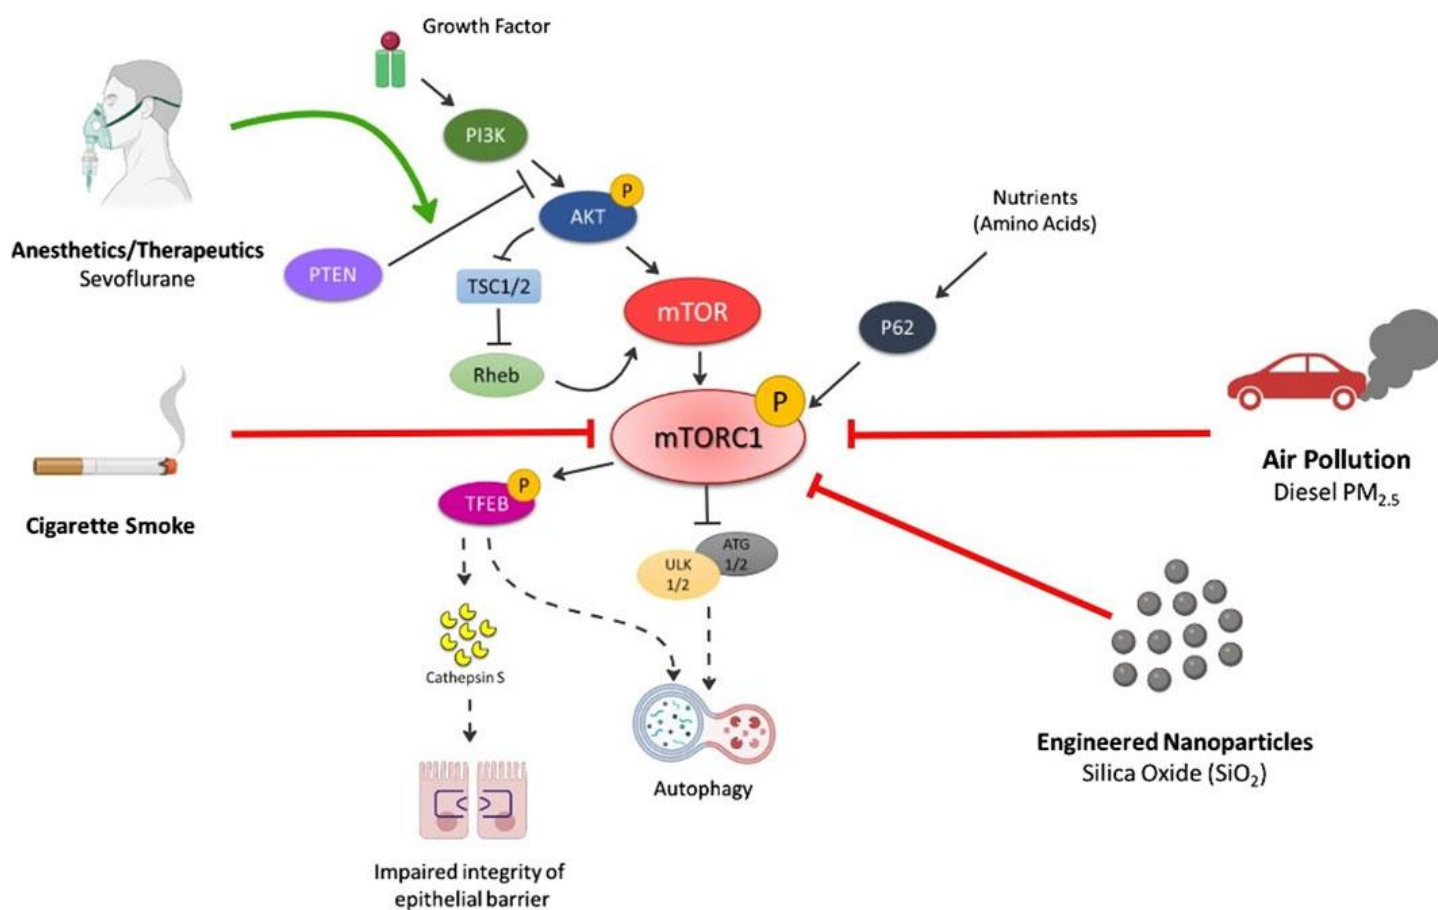 Growth Factor
PI3K
P
AKT
Nutrients
(Amino Acids)
Anesthetics/Therapeutics
Sevoflurane
PTEN
TSC1/2
mTOR
P62
Rheb
P
mTORC1
Cigarette Smoke
Air Pollution
Diesel PM2.5
P
TFEB
ATG
1/2
ULK
1/2
Cathepsin S
Engineered Nanoparticles
Silica Oxide (SiO2)
Autophagy
Impaired integrity of
epithelial barrier